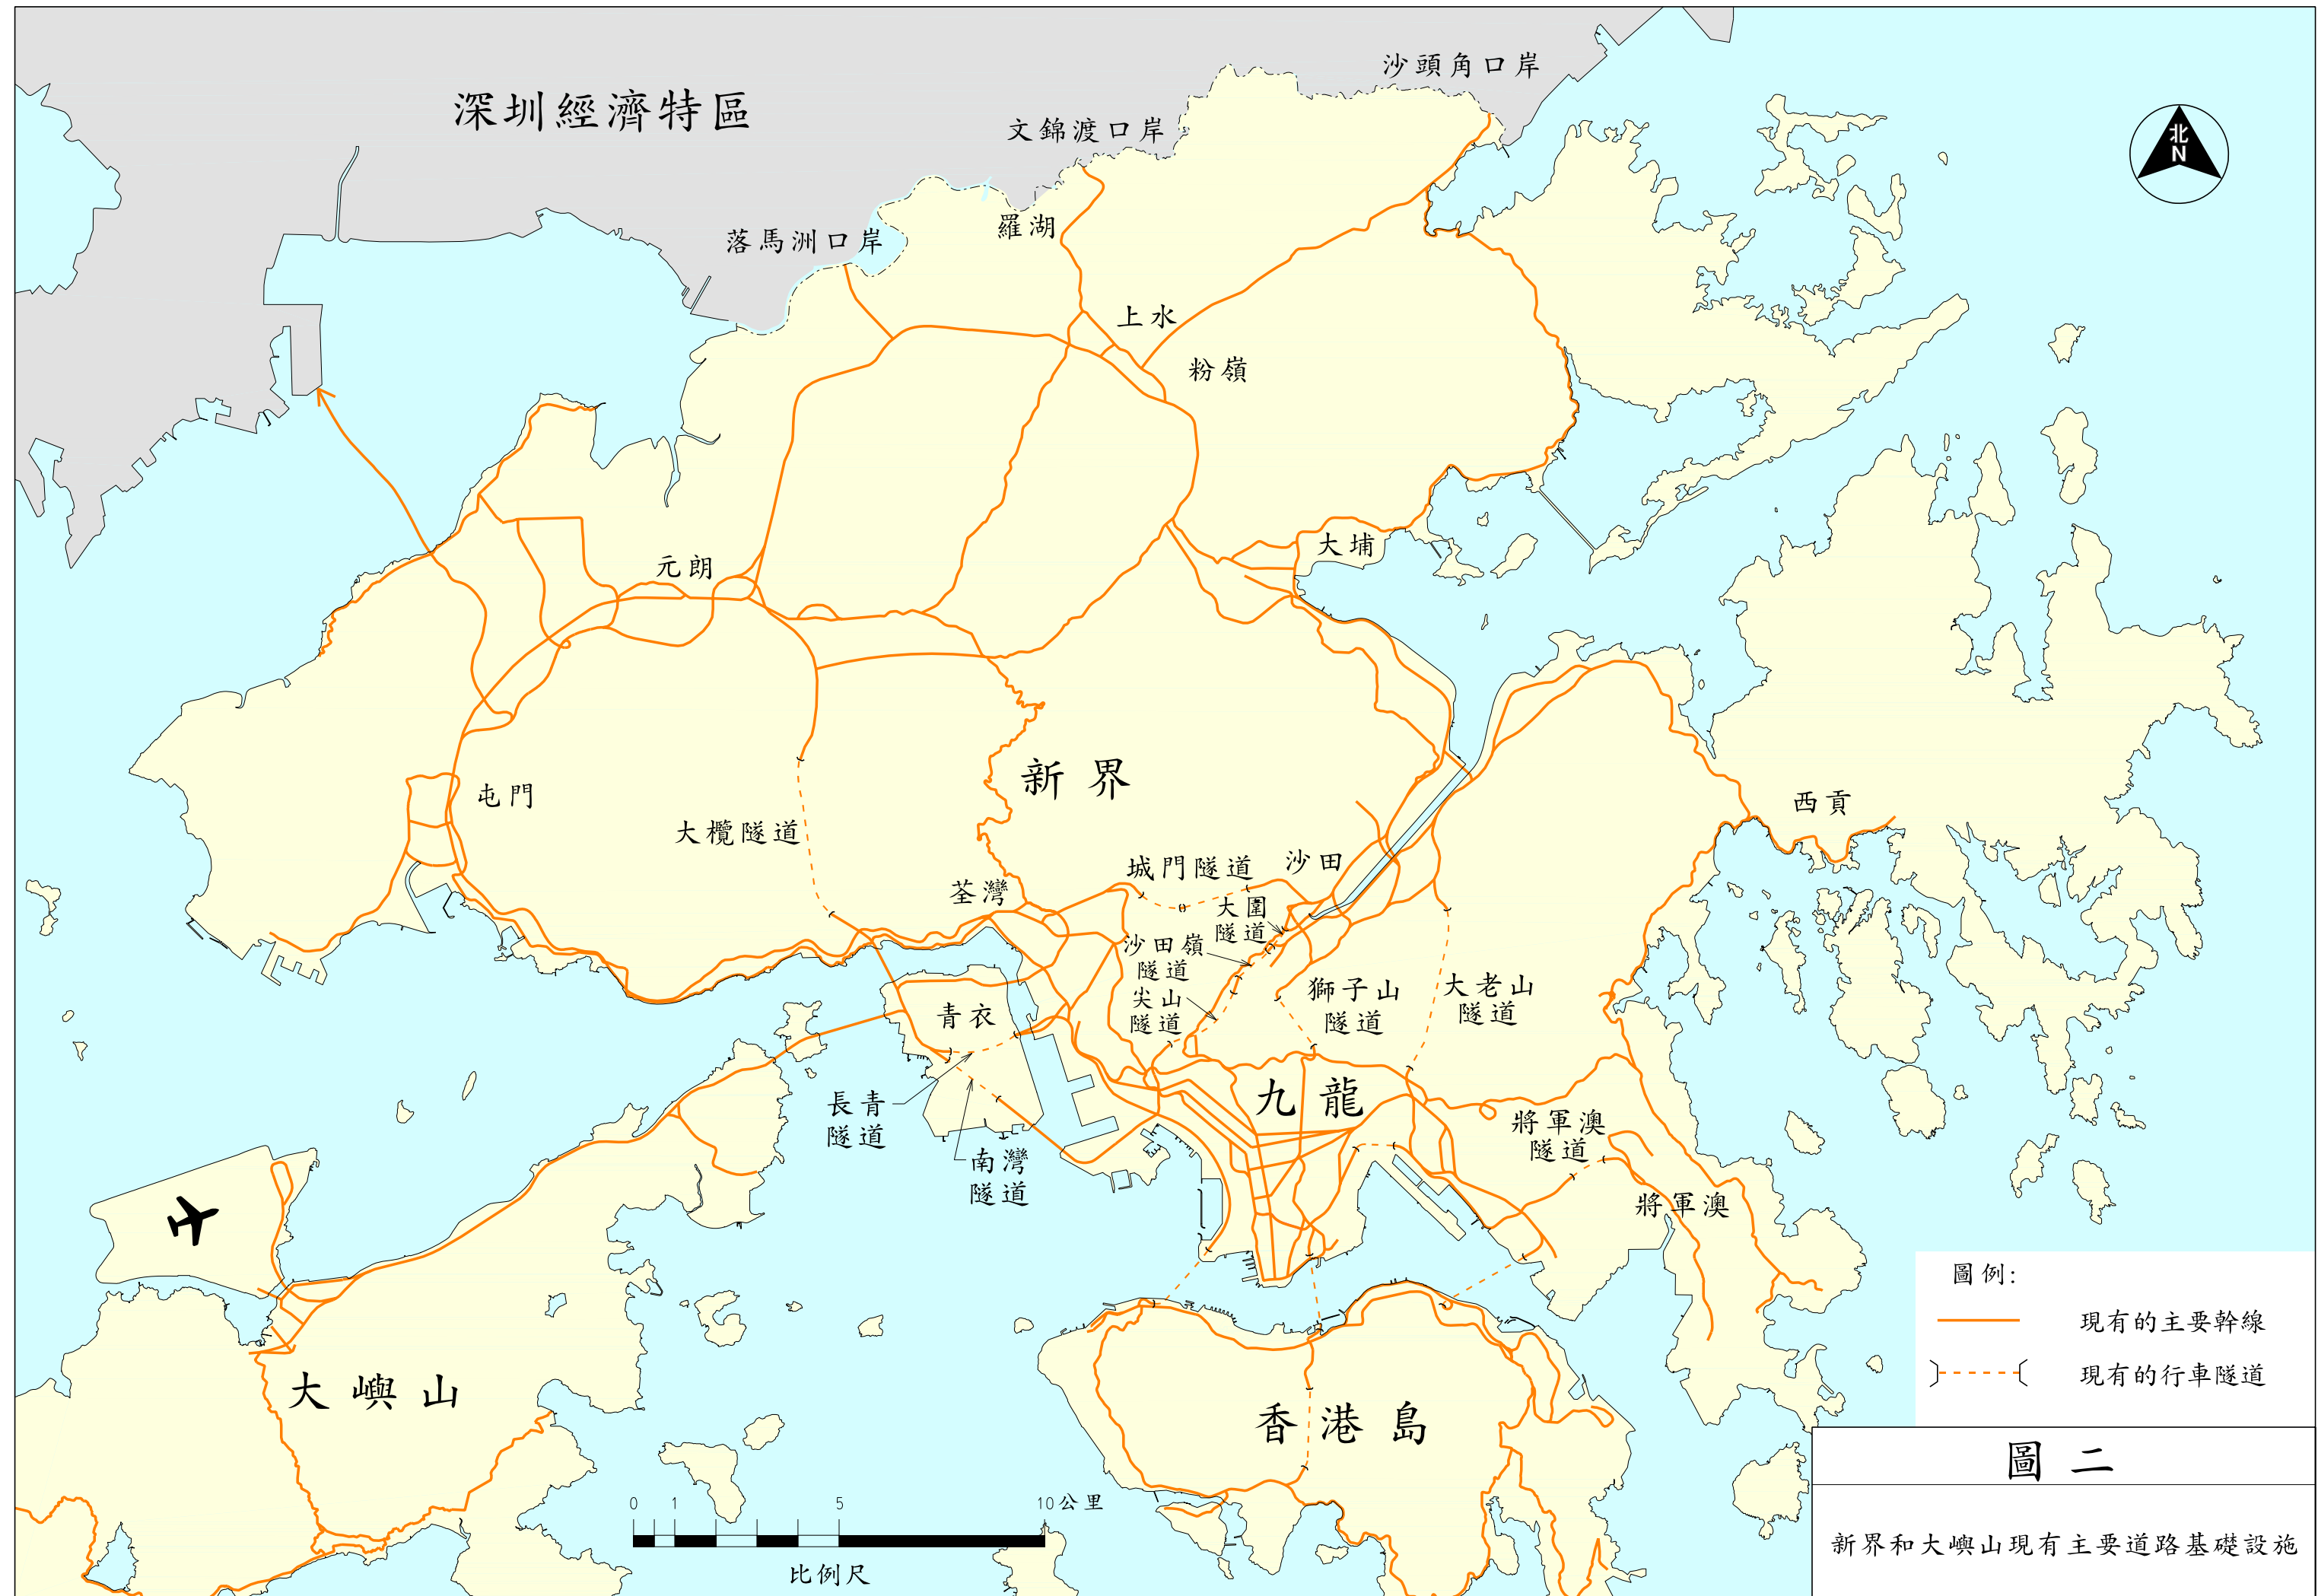 沙頭角口岸
深圳經濟特區
文錦渡口岸
北
N
羅湖
落馬洲口岸
上水
粉嶺
大埔
元朗
新界
屯門
西貢
大欖隧道
城門隧道
沙田
荃灣
大圍
隧道
沙田嶺
隧道
尖山
隧道
獅子山
隧道
大老山
隧道
青衣
九龍
長青
隧道
將軍澳
隧道
南灣
隧道
將軍澳
圖例:
現有的主要幹線
現有的行車隧道
大嶼山
香港島
0 1 5 10公里
比例尺
圖二
新界和大嶼山現有主要道路基礎設施